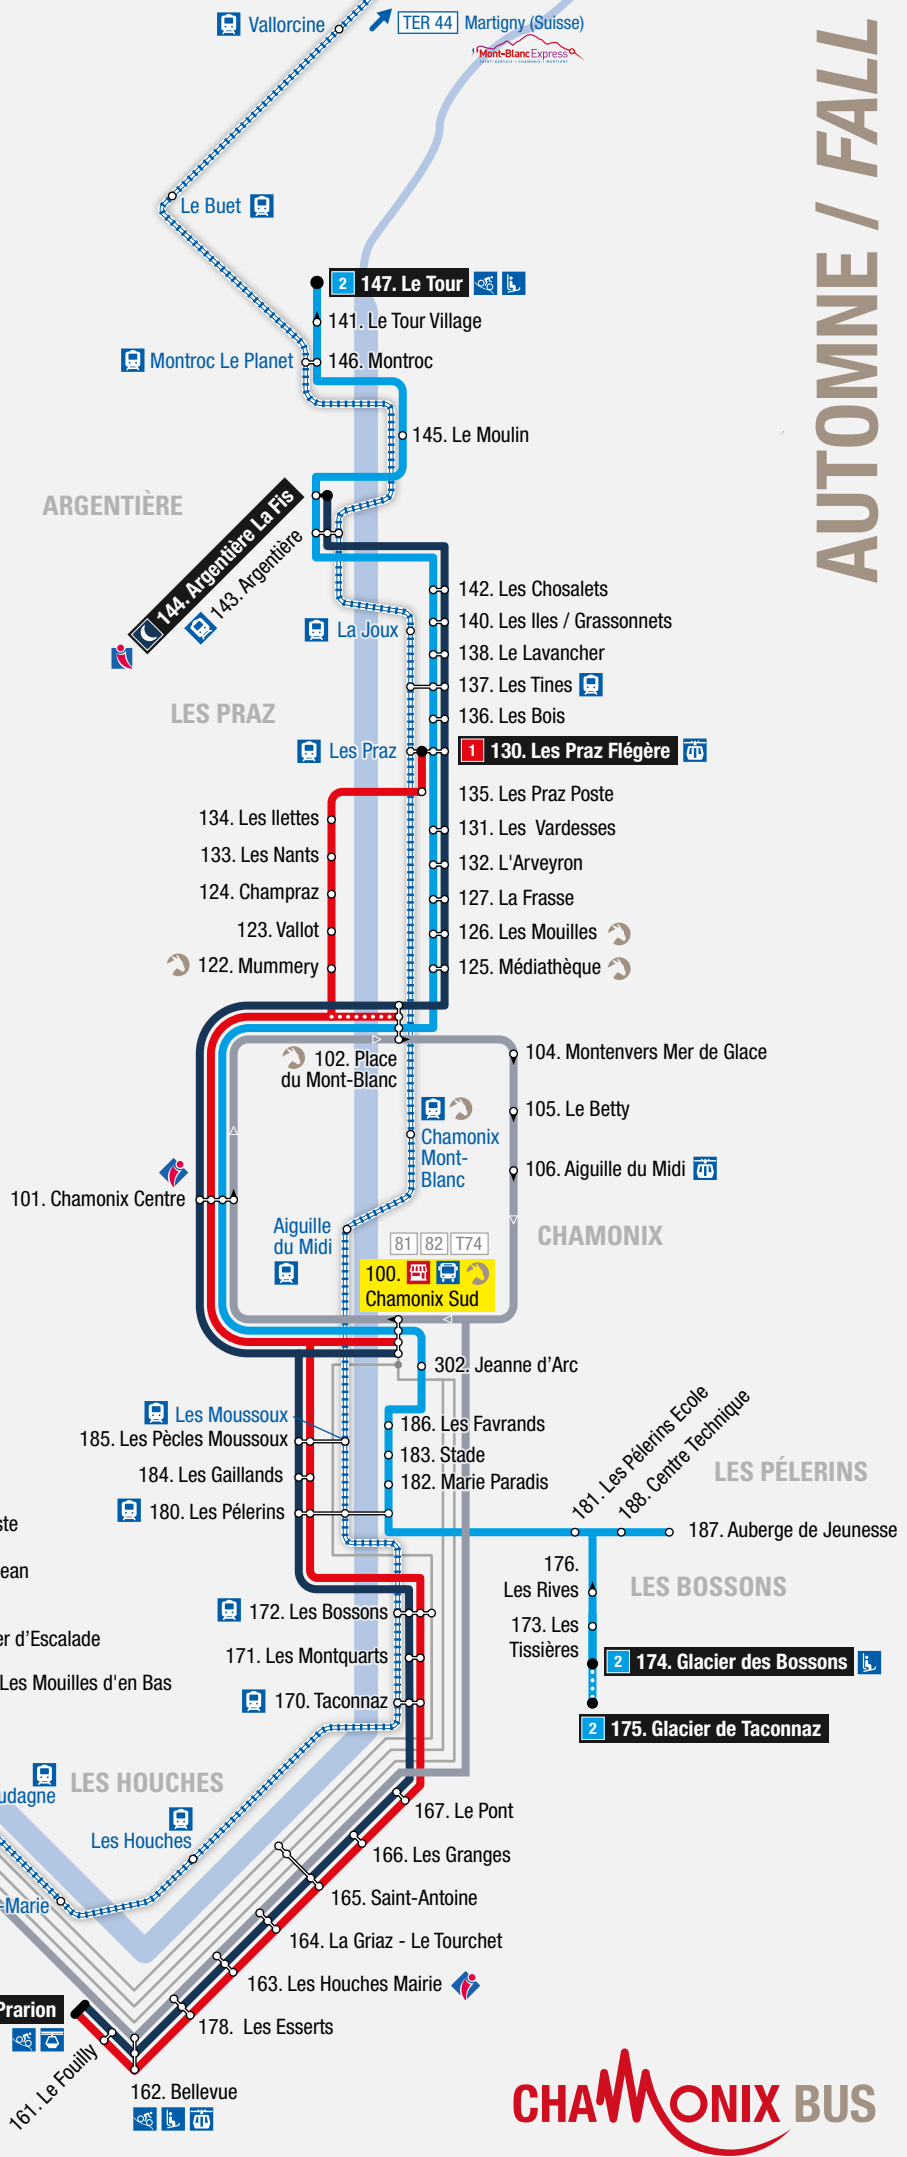 Vallorcine
TER 44 Martigny (Suisse)
Mont-Blanc Express
SAINT-GERVAIS • CHAMONIX • MARTIGNY
AUTOMNE / FALL
Le Buet
2 147. Le Tour
141. Le Tour Village
Montroc Le Planet
146. Montroc
145. Le Moulin
ARGENTIÈRE
144. Argentière La Fis
143. Argentière
142. Les Chosalets
140. Les Iles / Grassonnets
La Joux
138. Le Lavancher
137. Les Tines
LES PRAZ
136. Les Bois
Les Praz
1 130. Les Praz Flégère
135. Les Praz Poste
134. Les Ilettes
131. Les Vardesses
133. Les Nants
132. L'Arveyron
124. Champraz
127. La Frasse
123. Vallot
126. Les Mouilles
122. Mummery
125. Médiathèque
102. Place
du Mont-Blanc
104. Montenvers Mer de Glace
105. Le Betty
Chamonix
Mont-
Blanc
106. Aiguille du Midi
101. Chamonix Centre
Aiguille
du Midi
CHAMONIX
81 82 T74
100.
Chamonix Sud
302. Jeanne d'Arc
Les Moussoux
185. Les Pècles Moussoux
186. Les Favrands
183. Stade
184. Les Gaillands
182. Marie Paradis
181. Les Pélerins Ecole
188. Centre Technique
LES PÉLERINS
180. Les Pélerins
187. Auberge de Jeunesse
ste
ean
176.
Les Rives
LES BOSSONS
172. Les Bossons
173. Les
Tissières
er d'Escalade
171. Les Montquarts
2 174. Glacier des Bossons
Les Mouilles d'en Bas
170. Taconnaz
2 175. Glacier de Taconnaz
udagne
LES HOUCHES
Les Houches
167. Le Pont
166. Les Granges
165. Saint-Antoine
-Marie
164. La Griaz - Le Tourchet
163. Les Houches Mairie
Prarion
178. Les Esserts
161. Le Fouilly
162. Bellevue
CHAMONIX BUS